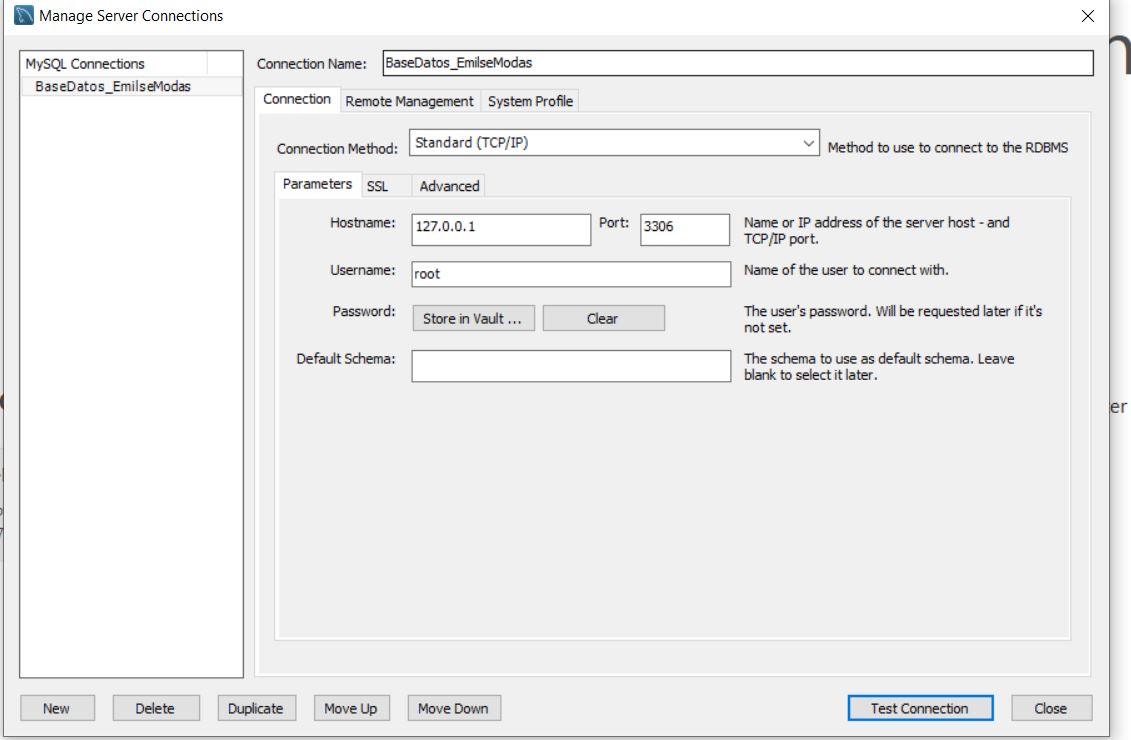 Manage Server Connections
MySQL Connections
BaseDatos_EmilseModas
Connection Name: BaseDatos_EmilseModas
Connection Remote Management System Profile
Connection Method: Standard (TCP/IP) Method to use to connect to the RDBMS
Parameters SSL Advanced
Hostname: 127.0.0.1 Port: 3306 Name or IP address of the server host - and
TCP/IP port.
Username: root Name of the user to connect with.
Password: Store in Vault ... Clear The user's password. Will be requested later if it's
not set.
Default Schema: The schema to use as default schema. Leave
blank to select it later.
er
New Delete Duplicate Move Up Move Down Test Connection Close